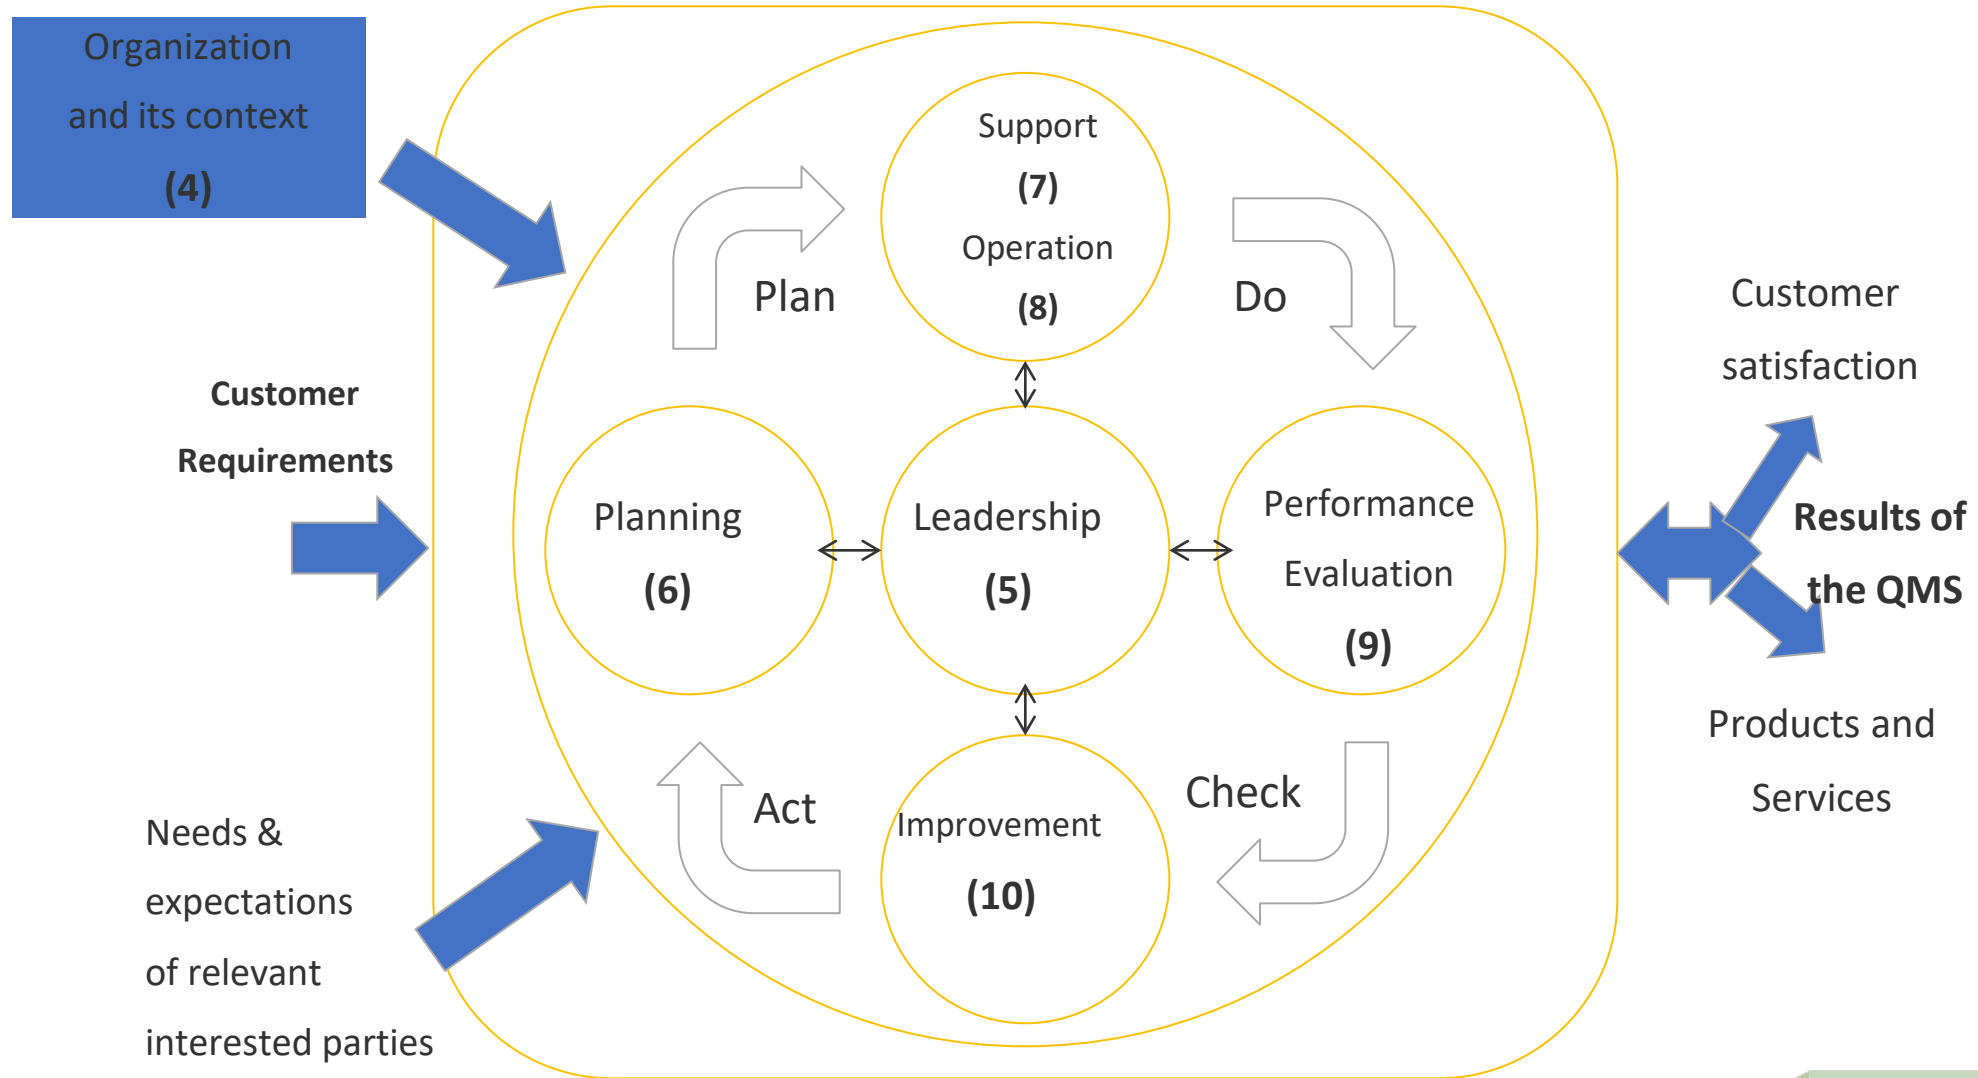 Organization
and its context
(4)
Support
(7)
Operation
(8)
Plan
Do
Customer
satisfaction
Customer
Requirements
Planning
(6)
Leadership
(5)
Performance
Evaluation
(9)
Results of
the QMS
Products and
Services
Act
Check
Improvement
(10)
Needs &
expectations
of relevant
interested parties